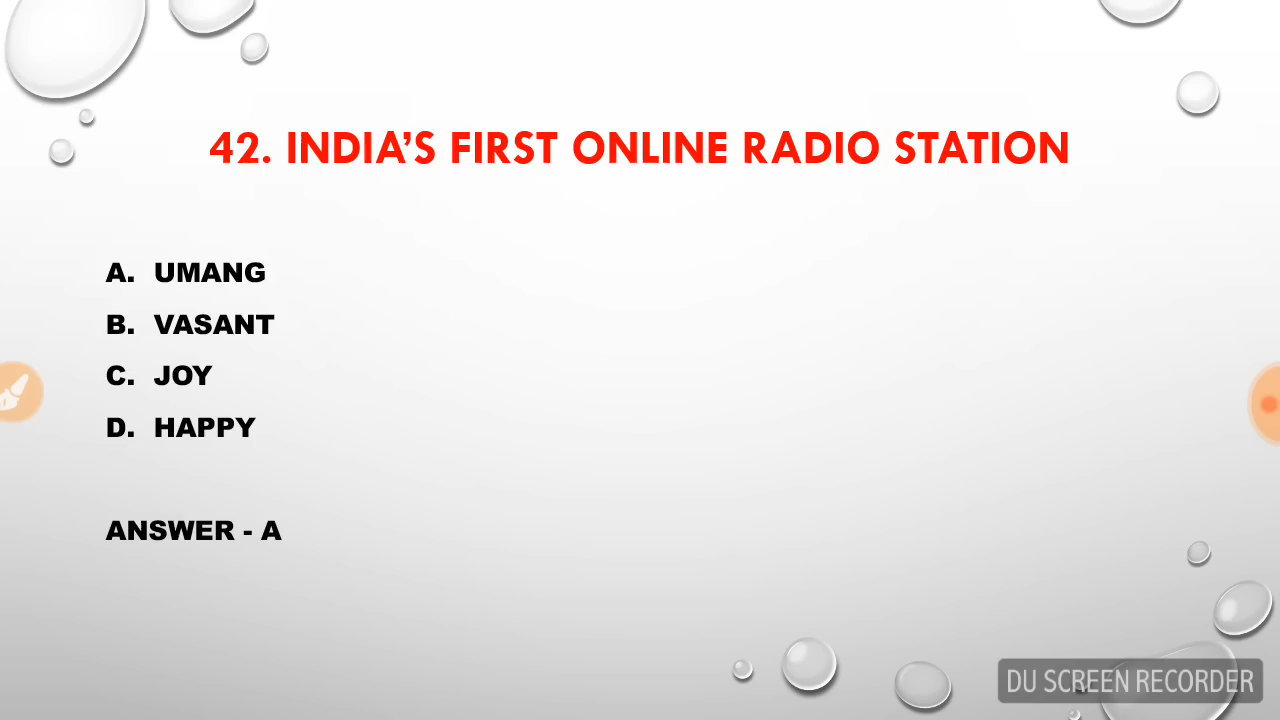 42. INDIA’S FIRST ONLINE RADIO STATION
A. UMANG
B. VASANT
C. JOY
D. HAPPY
ANSWER - A
DU SCREEN RECORDER